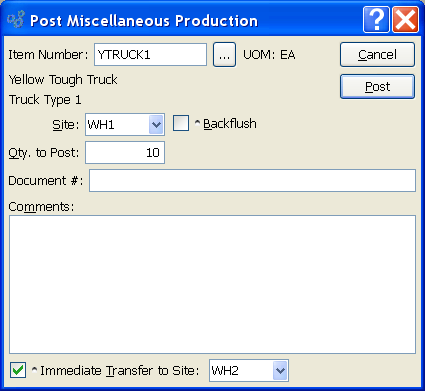 Post Miscellaneous Production
Item Number: YTRUCK1 ... UOM: EA Cancel
Yellow Tough Truck
Post
Truck Type 1
Site: WH1 ^ Backflush
Qty. to Post: 10
Document #:
Comments:
^ Immediate Transfer to Site: WH2